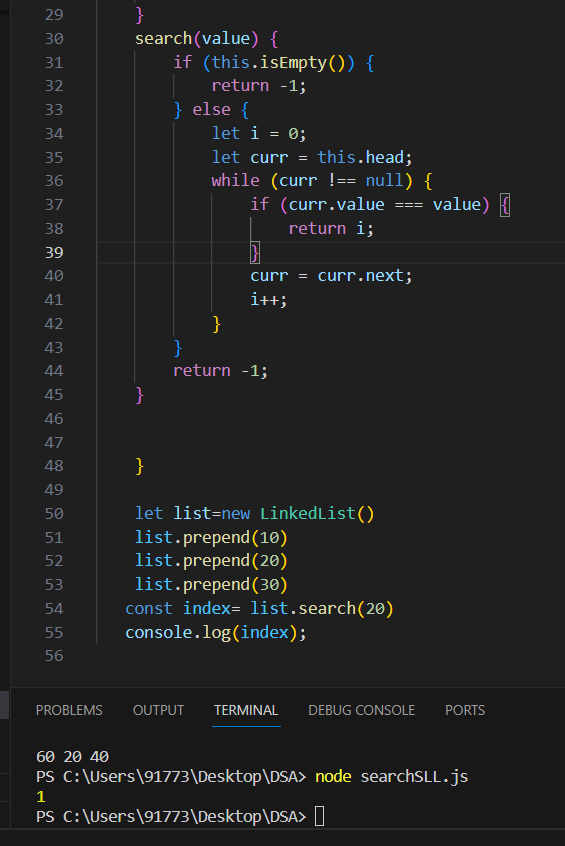 29 }
30 search(value) {
31 if (this.isEmpty()) {
32 return -1;
33 } else {
34 let i = 0;
35 let curr = this.head;
36 while (curr !== null) {
37 if (curr.value === value) {
38 return i;
39 }
40 curr = curr.next;
41 i++;
42 }
43 }
44 return -1;
45 }
46
47
48 }
49
50 let list=new LinkedList()
51 list.prepend(10)
52 list.prepend(20)
53 list.prepend(30)
54 const index= list.search(20)
55 console.log(index);
56
PROBLEMS OUTPUT TERMINAL DEBUG CONSOLE PORTS
60 20 40
PS C:\Users\91773\Desktop\DSA> node searchSLL.js
1
PS C:\Users\91773\Desktop\DSA>